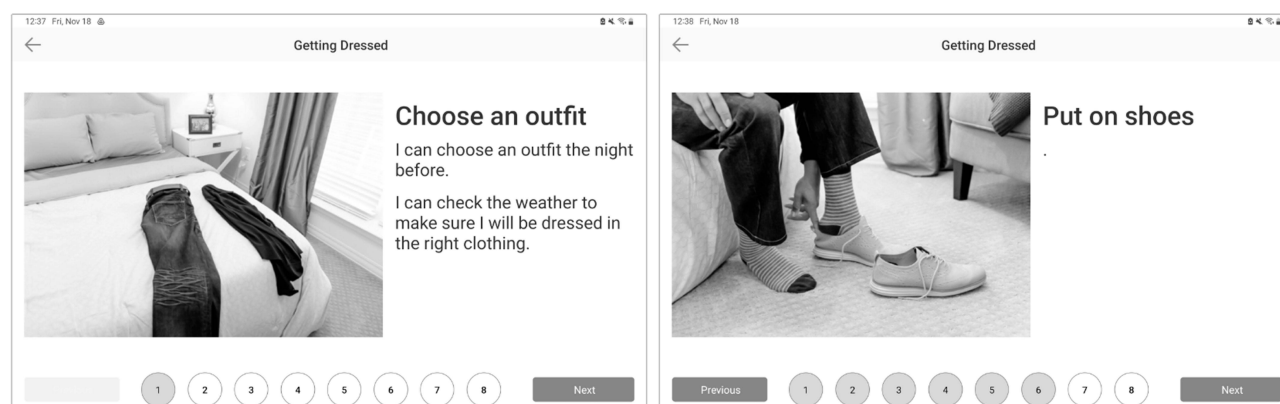 12:37 Fri, Nov 18
Getting Dressed
Choose an outfit
I can choose an outfit the night
before.
I can check the weather to
make sure I will be dressed in
the right clothing.
1 2 3 4 5 6 7 8
Next
12:38 Fri, Nov 18
Getting Dressed
Put on shoes
.
Previous
1 2 3 4 5 6 7 8
Next